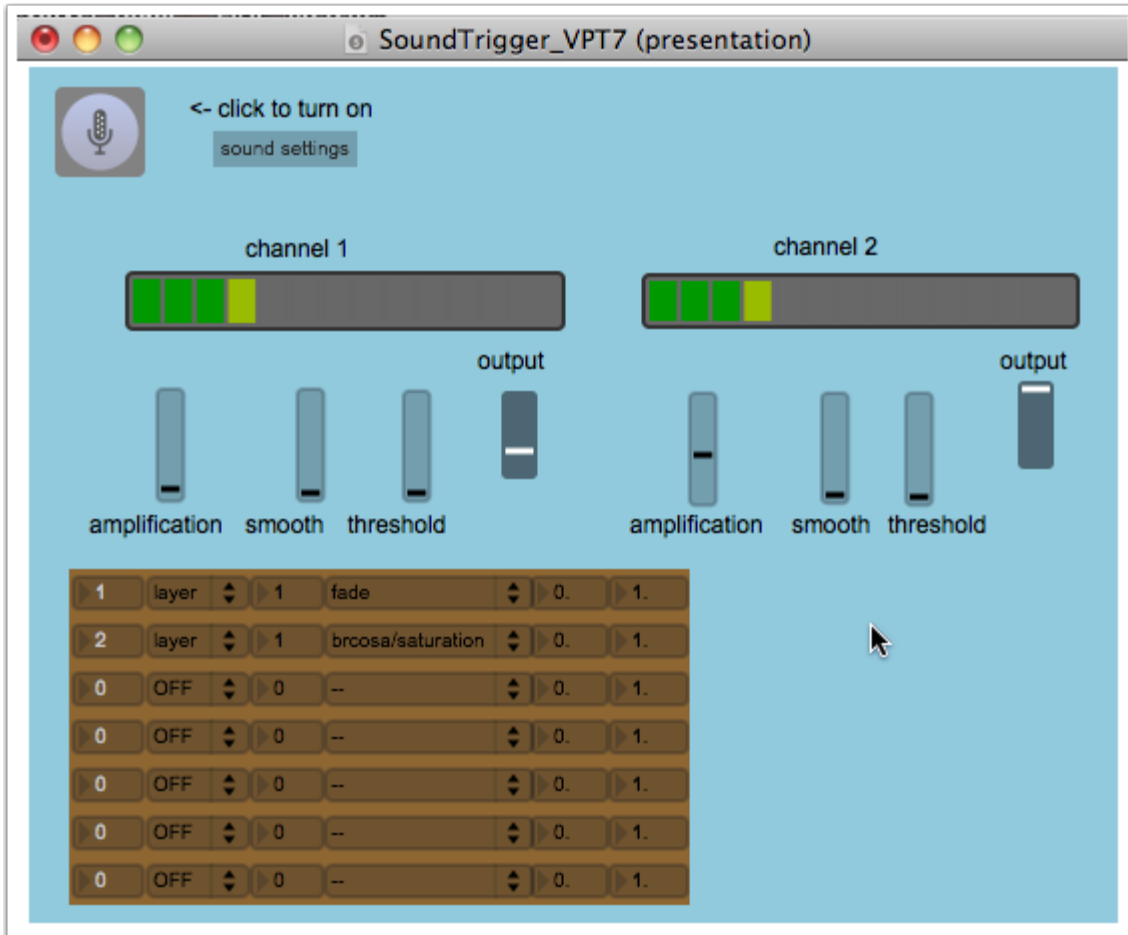 SoundTrigger_VPT7 (presentation)
<- click to turn on
sound settings
channel 1
channel 2
output
output
amplification smooth threshold
amplification smooth threshold
1 layer 1 fade 0. 1.
2 layer 1 brcosa/saturation 0. 1.
0 OFF 0 -- 0. 1.
0 OFF 0 -- 0. 1.
0 OFF 0 -- 0. 1.
0 OFF 0 -- 0. 1.
0 OFF 0 -- 0. 1.